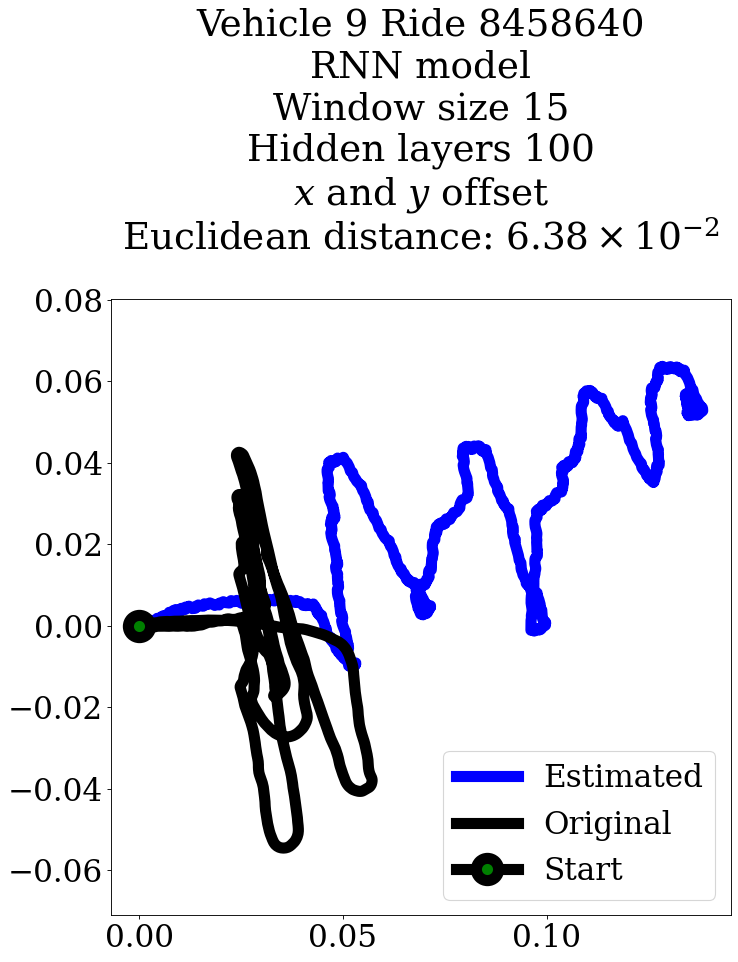 Vehicle 9 Ride 8458640
RNN model
Window size 15
Hidden layers 100
x and y offset
Euclidean distance: 6.38 × 10⁻²
0.08
0.06
0.04
0.02
0.00
−0.02
−0.04
−0.06
Estimated
Original
Start
0.00 0.05 0.10